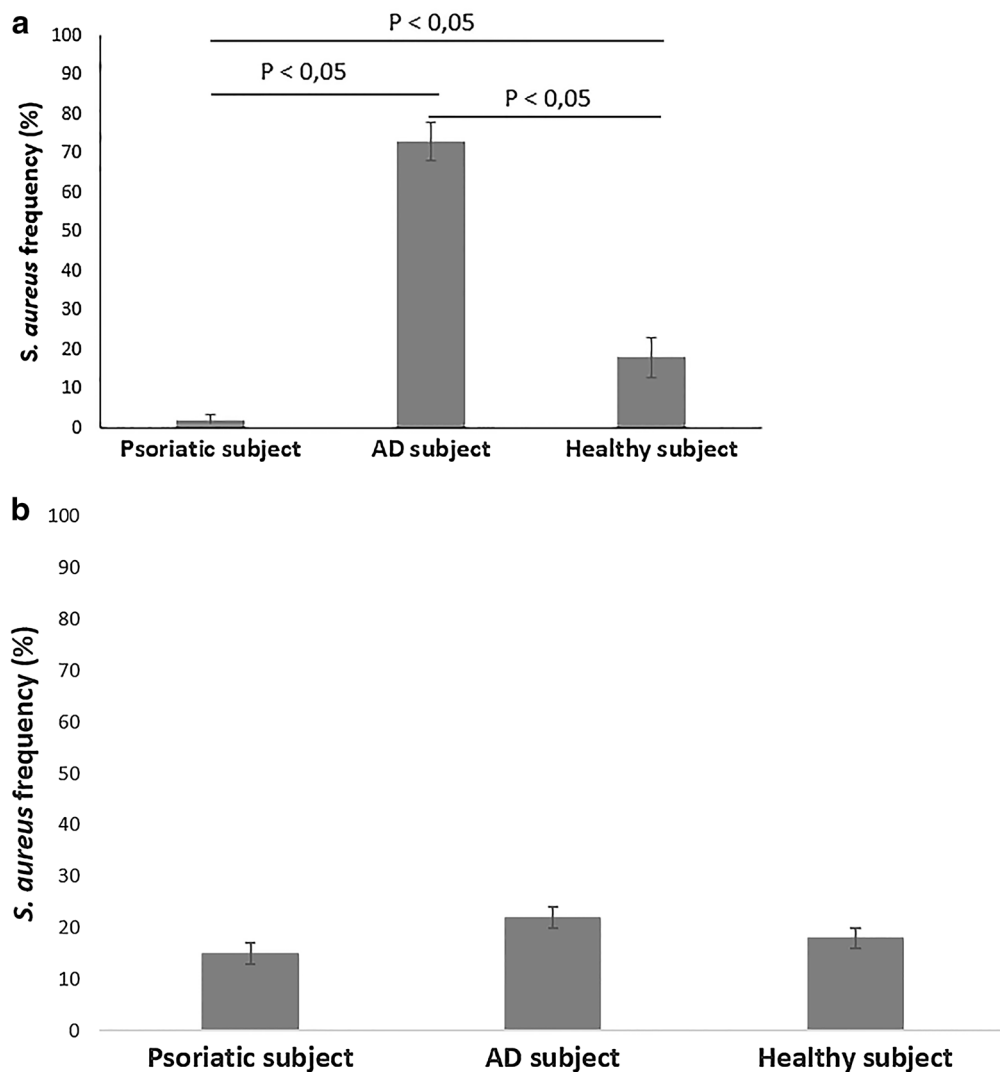 a
100
90
80
70
60
50
40
30
20
10
0
S. aureus frequency (%)
P < 0,05
P < 0,05
P < 0,05
Psoriatic subject
AD subject
Healthy subject
b
100
90
80
70
60
50
40
30
20
10
0
S. aureus frequency (%)
Psoriatic subject
AD subject
Healthy subject